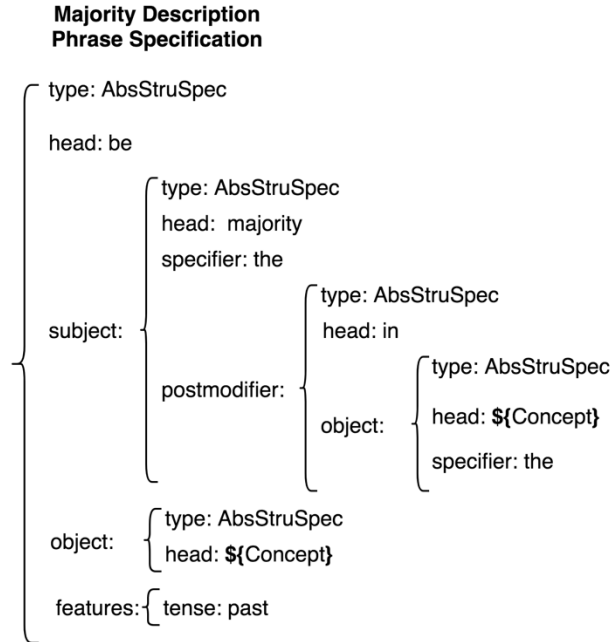 Majority Description
Phrase Specification
type: AbsStruSpec
head: be
subject:
type: AbsStruSpec
head: majority
specifier: the
postmodifier:
type: AbsStruSpec
head: in
object:
type: AbsStruSpec
head: ${Concept}
specifier: the
object:
type: AbsStruSpec
head: ${Concept}
features:
tense: past